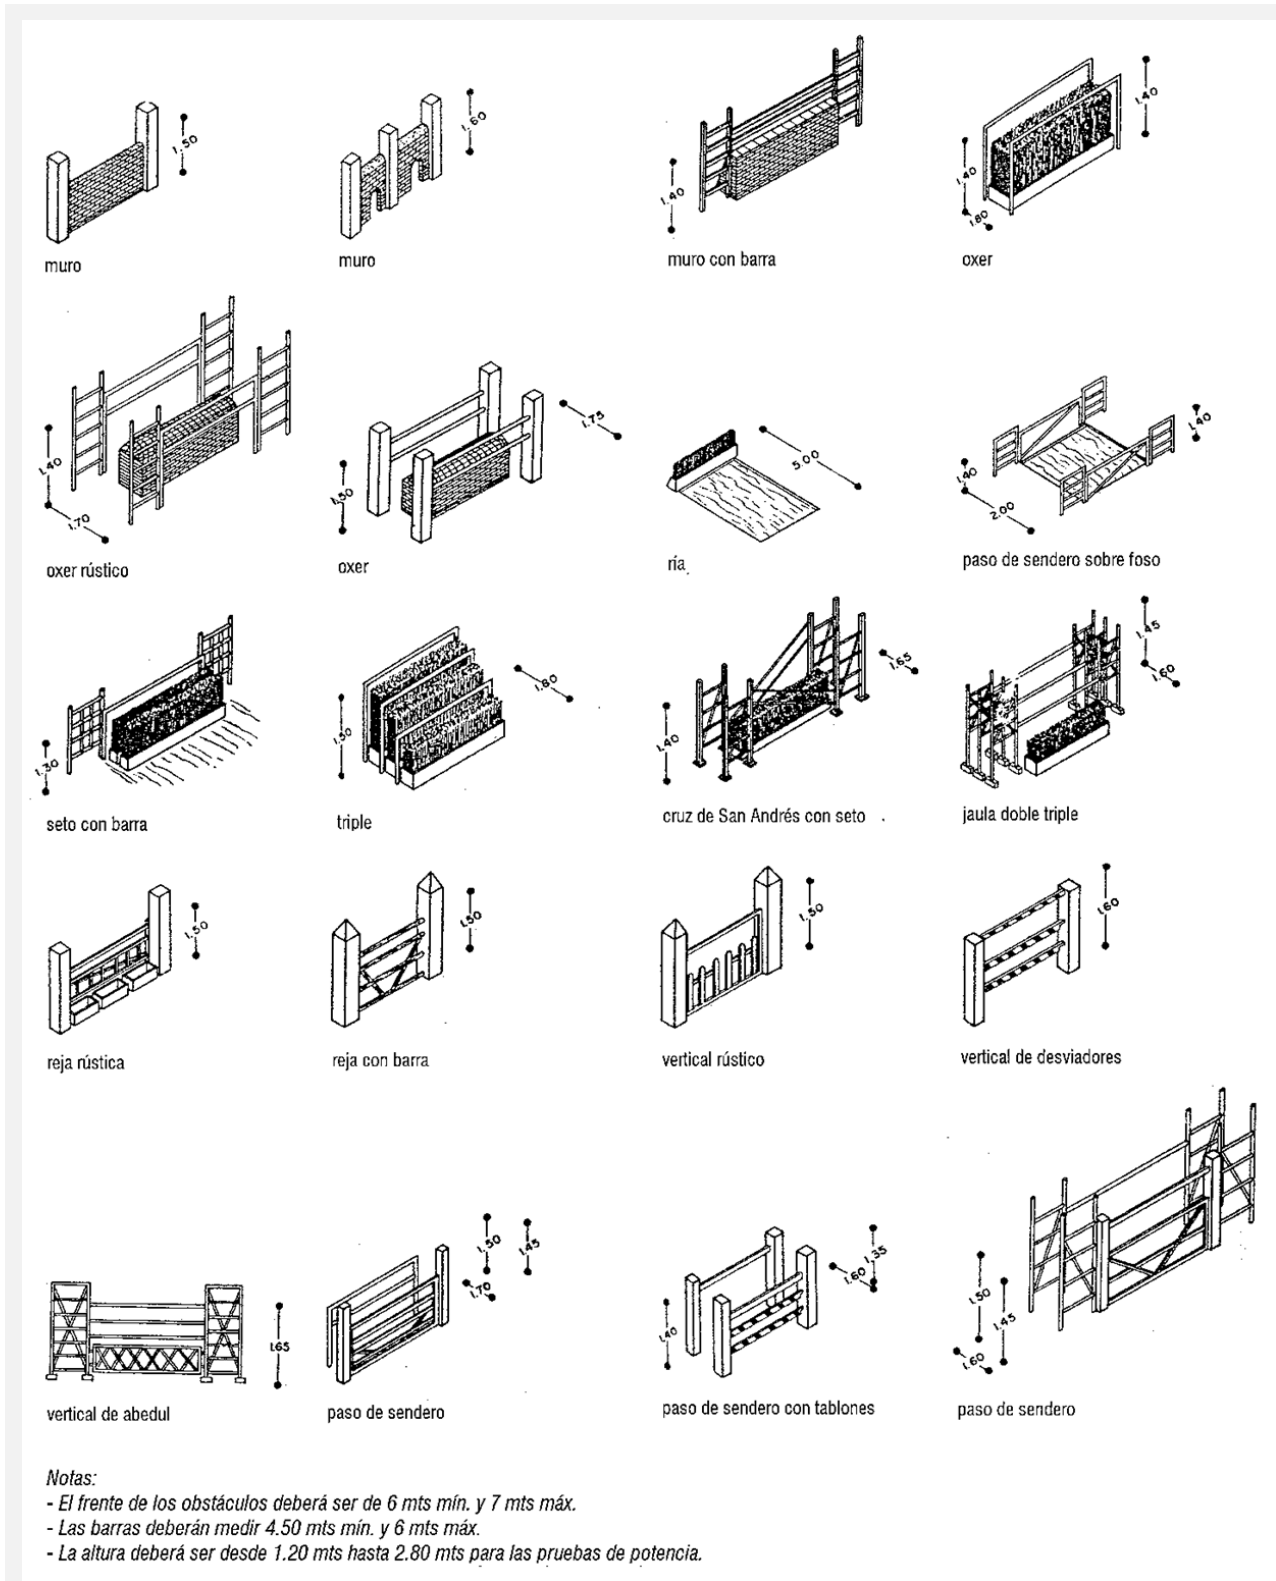 1.50
1.60
1.40
1.40
1.40
1.80
muro
muro
muro con barra
oxer
1.40
1.70
1.50
1.75
5.00
1.40
1.40
2.00
oxer rústico
oxer
ría
paso de sendero sobre foso
1.30
1.50
1.80
1.40
1.65
1.45
1.60
seto con barra
triple
cruz de San Andrés con seto
jaula doble triple
1.50
1.50
1.50
1.60
reja rústica
reja con barra
vertical rústico
vertical de desviadores
1.65
1.50
1.45
1.70
1.40
1.60
1.35
1.50
1.45
1.60
vertical de abedul
paso de sendero
paso de sendero con tablones
paso de sendero
Notas:
- El frente de los obstáculos deberá ser de 6 mts mín. y 7 mts máx.
- Las barras deberán medir 4.50 mts mín. y 6 mts máx.
- La altura deberá ser desde 1.20 mts hasta 2.80 mts para las pruebas de potencia.